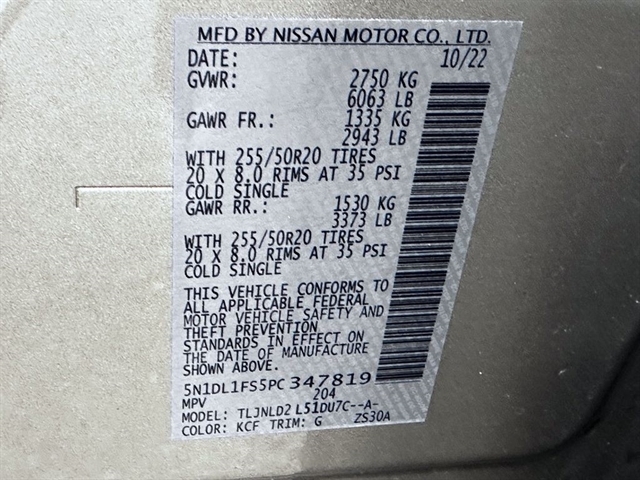 MFD BY NISSAN MOTOR CO., LTD.
DATE: 10/22
GVWR: 2750 KG
6063 LB
GAWR FR.: 1335 KG
2943 LB
WITH 255/50R20 TIRES
20 X 8.0 RIMS AT 35 PSI
COLD SINGLE
GAWR RR.: 1530 KG
3373 LB
WITH 255/50R20 TIRES
20 X 8.0 RIMS AT 35 PSI
COLD SINGLE
THIS VEHICLE CONFORMS TO
ALL APPLICABLE FEDERAL
MOTOR VEHICLE SAFETY AND
THEFT PREVENTION
STANDARDS IN EFFECT ON
THE DATE OF MANUFACTURE
SHOWN ABOVE.
5N1DL1FS5PC347819
MPV 204
MODEL: TLJNLD2 L51DU7C--A-
COLOR: KCF TRIM: G ZS30A